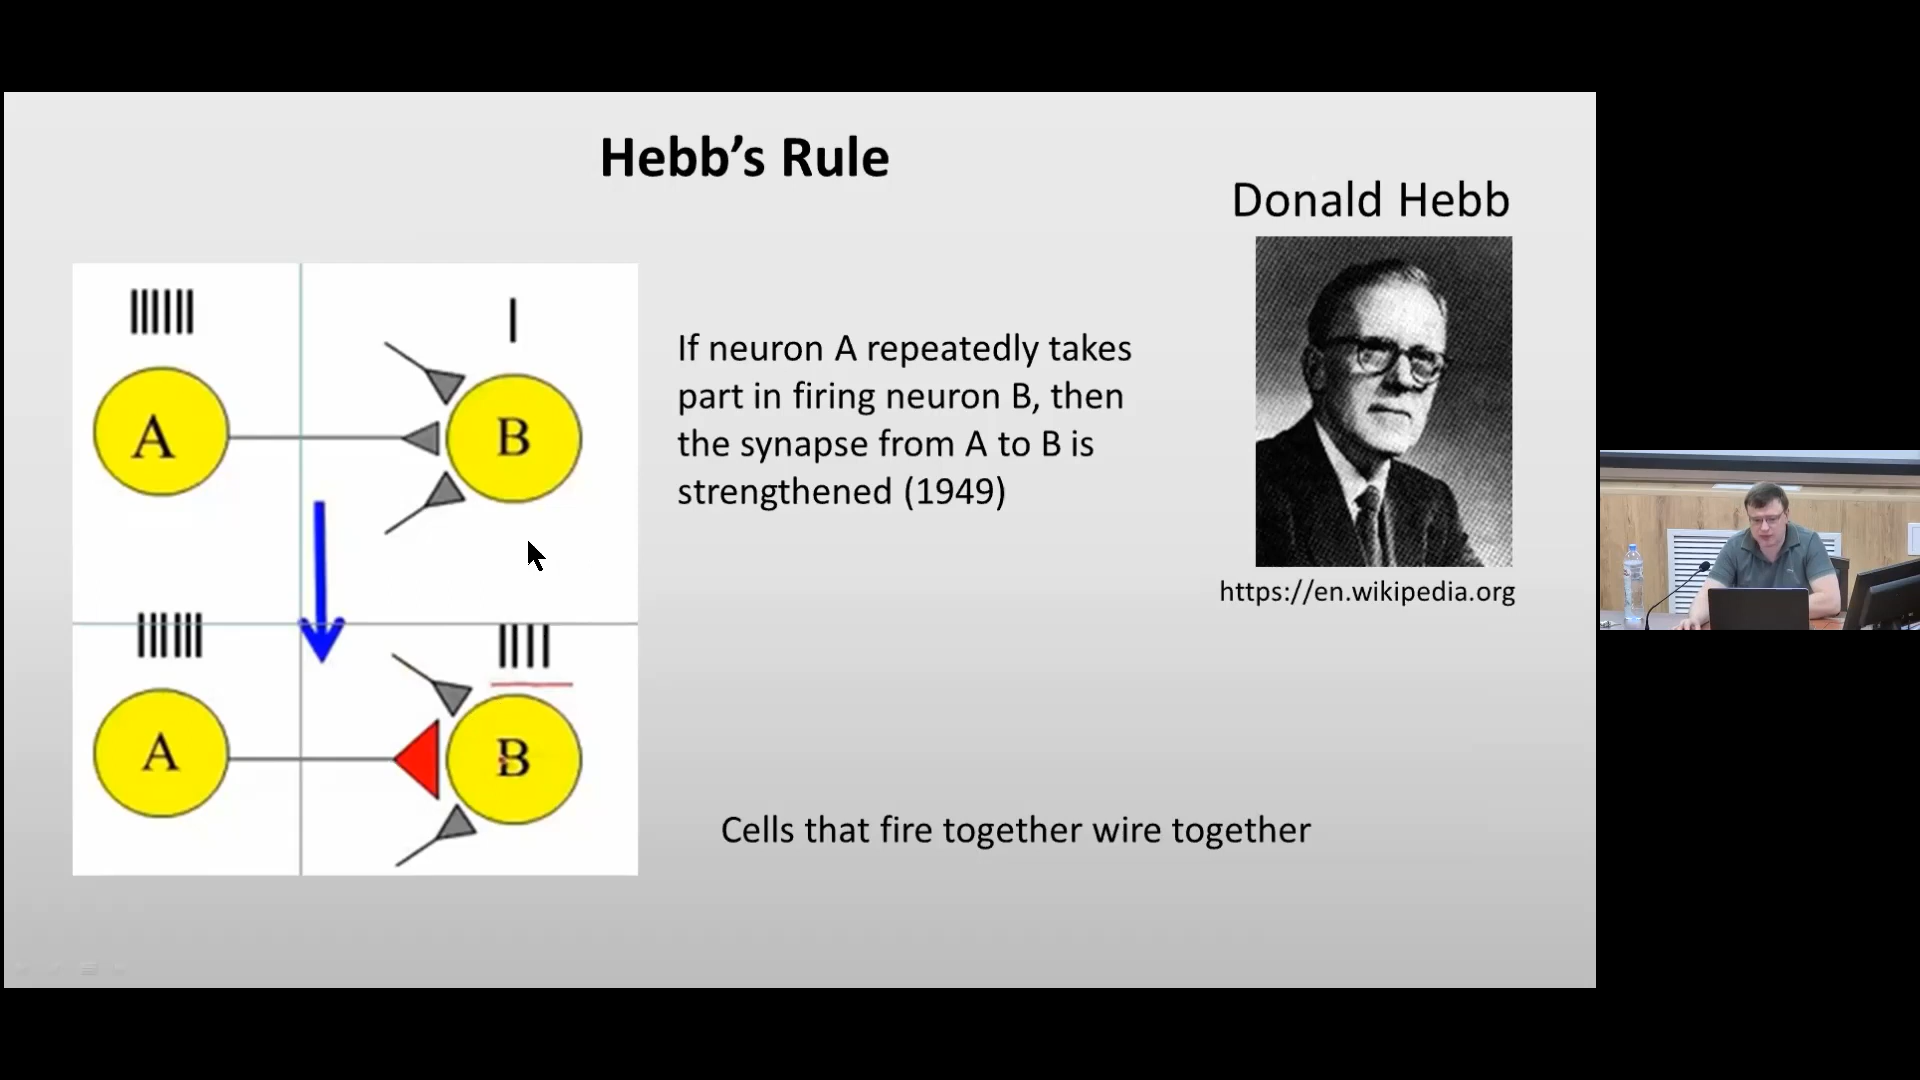 Hebb’s Rule
Donald Hebb
A
B
If neuron A repeatedly takes
part in firing neuron B, then
the synapse from A to B is
strengthened (1949)
https://en.wikipedia.org
A
B
Cells that fire together wire together